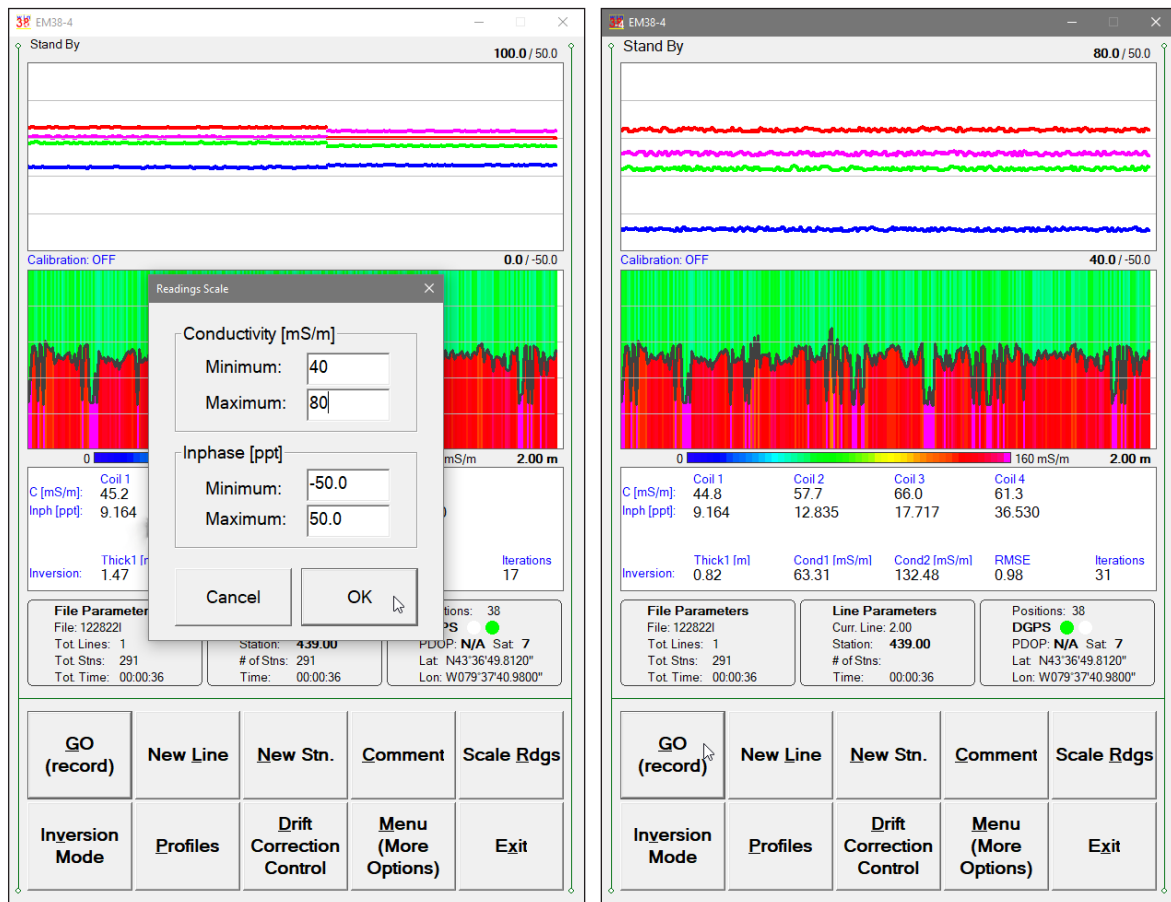 EM38-4
Stand By
100.0 / 50.0
Calibration: OFF
0.0 / -50.0
Readings Scale
Conductivity [mS/m]
Minimum: 40
Maximum: 80
Inphase [ppt]
Minimum: -50.0
Maximum: 50.0
Cancel OK
0 mS/m 2.00 m
Coil 1
C [mS/m]: 45.2
Inph [ppt]: 9.164
Thick1 Iterations
Inversion: 1.47 17
File Parameter
File: 122822I
Tot. Lines: 1
Tot. Stns: 291
Tot. Time: 00:00:36
Station: 439.00
# of Stns: 291
Time: 00:00:36
38
PDOP: N/A Sat: 7
Lat: N43°36'49.8120"
Lon: W079°37'40.9800"
GO (record)
New Line
New Stn.
Comment
Scale Rdgs
Inversion Mode
Profiles
Drift Correction Control
Menu (More Options)
Exit
EM38-4
Stand By
80.0 / 50.0
Calibration: OFF
40.0 / -50.0
0 160 mS/m 2.00 m
Coil 1 Coil 2 Coil 3 Coil 4
C [mS/m]: 44.8 57.7 66.0 61.3
Inph [ppt]: 9.164 12.835 17.717 36.530
Thick1 [m] Cond1 [mS/m] Cond2 [mS/m] RMSE Iterations
Inversion: 0.82 63.31 132.48 0.98 31
File Parameters
File: 122822I
Tot. Lines: 1
Tot. Stns: 291
Tot. Time: 00:00:36
Line Parameters
Curr. Line: 2.00
Station: 439.00
# of Stns:
Time: 00:00:36
Positions: 38
DGPS
PDOP: N/A Sat: 7
Lat: N43°36'49.8120"
Lon: W079°37'40.9800"
GO (record)
New Line
New Stn.
Comment
Scale Rdgs
Inversion Mode
Profiles
Drift Correction Control
Menu (More Options)
Exit